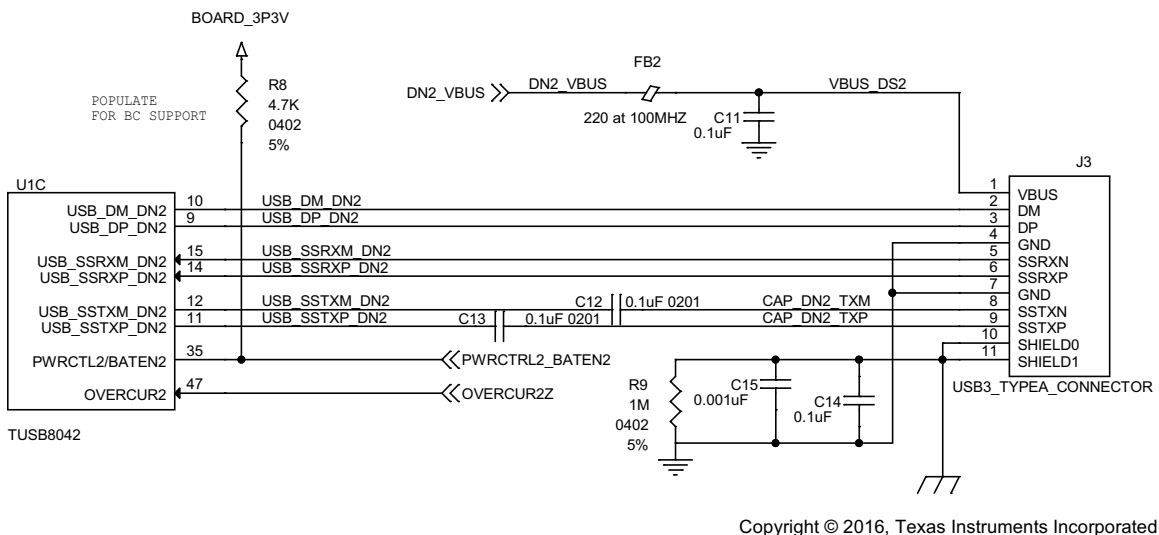 BOARD_3P3V
R8
4.7K
0402
5%
POPULATE
FOR BC SUPPORT
FB2
DN2_VBUS
DN2_VBUS
VBUS_DS2
220 at 100MHZ
C11
0.1uF
J3
U1C
USB_DM_DN2
10
USB_DM_DN2
USB_DP_DN2
9
USB_DP_DN2
USB_SSRXM_DN2
15
USB_SSRXM_DN2
USB_SSRXP_DN2
14
USB_SSRXP_DN2
USB_SSTXM_DN2
12
USB_SSTXM_DN2
C12
0.1uF 0201
CAP_DN2_TXM
USB_SSTXP_DN2
11
USB_SSTXP_DN2
C13
0.1uF 0201
CAP_DN2_TXP
PWRCTL2/BATEN2
35
PWRCTRL2_BATEN2
OVERCUR2
47
OVERCUR2Z
TUSB8042
1
VBUS
2
DM
3
DP
4
GND
5
SSRXN
6
SSRXP
7
GND
8
SSTXN
9
SSTXP
10
SHIELD0
11
SHIELD1
USB3_TYPEA_CONNECTOR
R9
1M
0402
5%
C15
0.001uF
C14
0.1uF
Copyright © 2016, Texas Instruments Incorporated